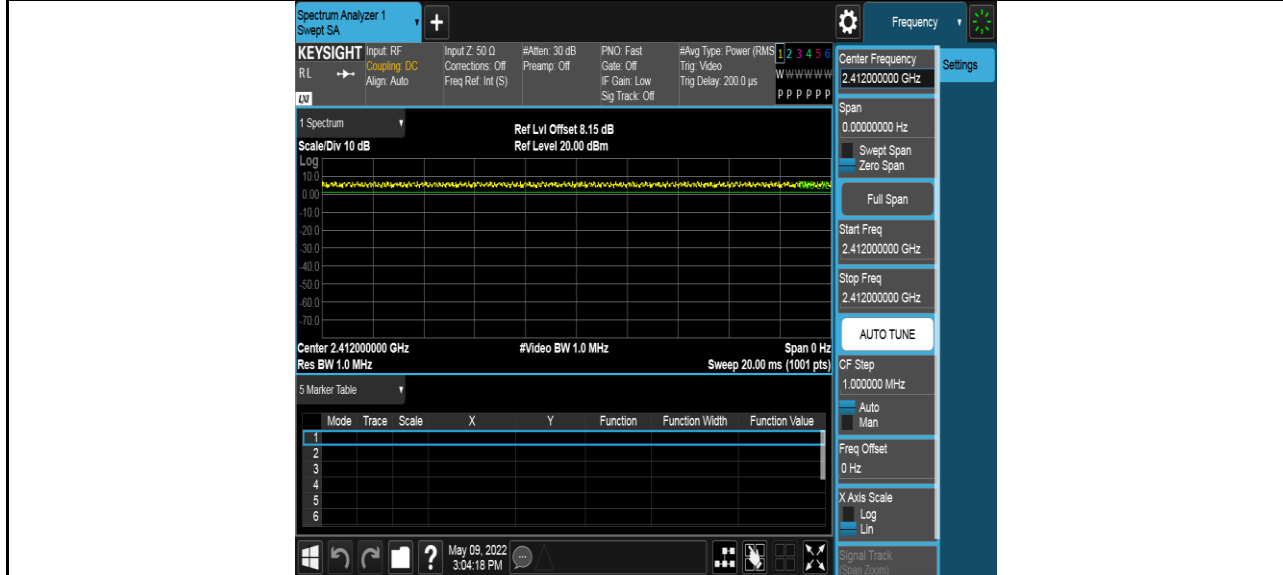 Spectrum Analyzer 1
Swept SA
+
Frequency
KEYSIGHT
RL
LXI
Input: RF
Coupling: DC
Align: Auto
Input Z: 50 Ω
Corrections: Off
Freq Ref: Int (S)
#Atten: 30 dB
Preamp: Off
PNO: Fast
Gate: Off
IF Gain: Low
Sig Track: Off
#Avg Type: Power (RMS
Trig: Video
Trig Delay: 200.0 µs
1 2 3 4 5 6
W W W W W W
P P P P P P
1 Spectrum
Scale/Div 10 dB
Ref Lvl Offset 8.15 dB
Ref Level 20.00 dBm
Log
10.0
0.00
-10.0
-20.0
-30.0
-40.0
-50.0
-60.0
-70.0
Center 2.412000000 GHz
#Video BW 1.0 MHz
Span 0 Hz
Res BW 1.0 MHz
Sweep 20.00 ms (1001 pts)
5 Marker Table
Mode Trace Scale X Y Function Function Width Function Value
1
2
3
4
5
6
May 09, 2022
3:04:18 PM
Center Frequency
2.412000000 GHz
Span
0.00000000 Hz
Swept Span
Zero Span
Full Span
Start Freq
2.412000000 GHz
Stop Freq
2.412000000 GHz
AUTO TUNE
CF Step
1.000000 MHz
Auto
Man
Freq Offset
0 Hz
X Axis Scale
Log
Lin
Signal Track
(Span Zoom)
Settings